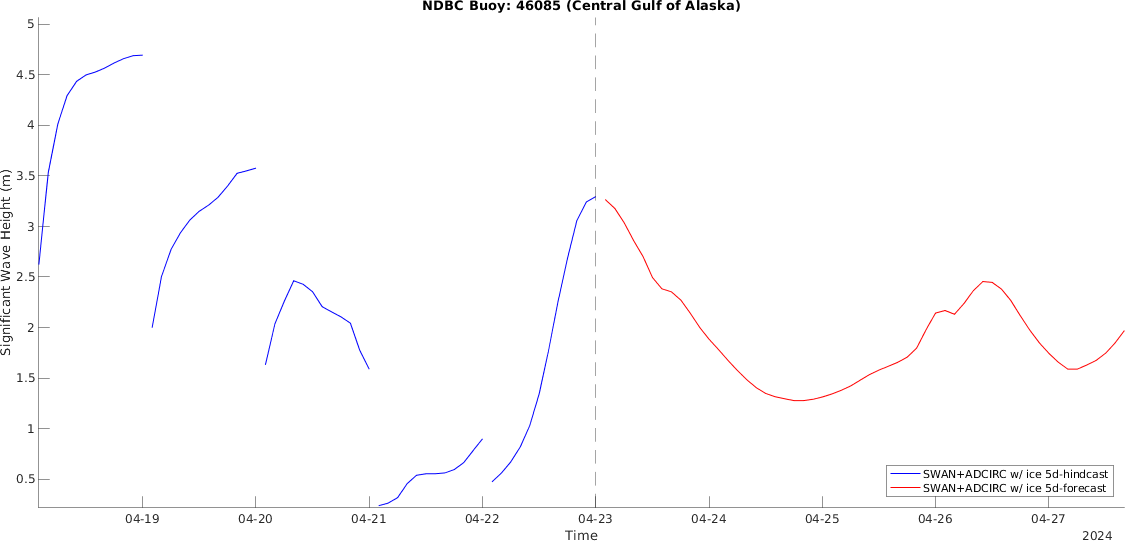 NDBC Buoy: 46085 (Central Gulf of Alaska)
Significant Wave Height (m)
5
4.5
4
3.5
3
2.5
2
1.5
1
0.5
SWAN+ADCIRC w/ ice 5d-hindcast
SWAN+ADCIRC w/ ice 5d-forecast
04-19 04-20 04-21 04-22 04-23 04-24 04-25 04-26 04-27
Time
2024